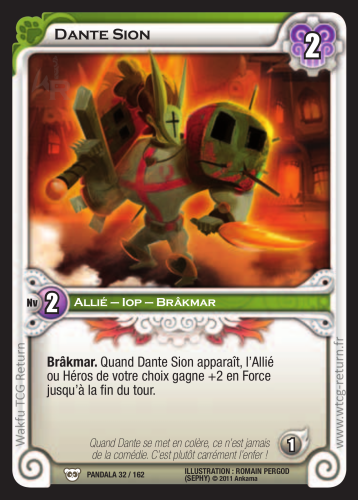 Dante Sion
2
Nv 2
Allié – Iop – Brâkmar
Brâkmar. Quand Dante Sion apparaît, l'Allié
ou Héros de votre choix gagne +2 en Force
jusqu'à la fin du tour.
Quand Dante se met en colère, ce n'est jamais
de la comédie. C'est plutôt carrément l'enfer !
1
PANDALA 32 / 162
ILLUSTRATION : ROMAIN PERGOD
(SEPHY) © 2011 Ankama
Wakfu TCG Return
www.wtcg-return.fr